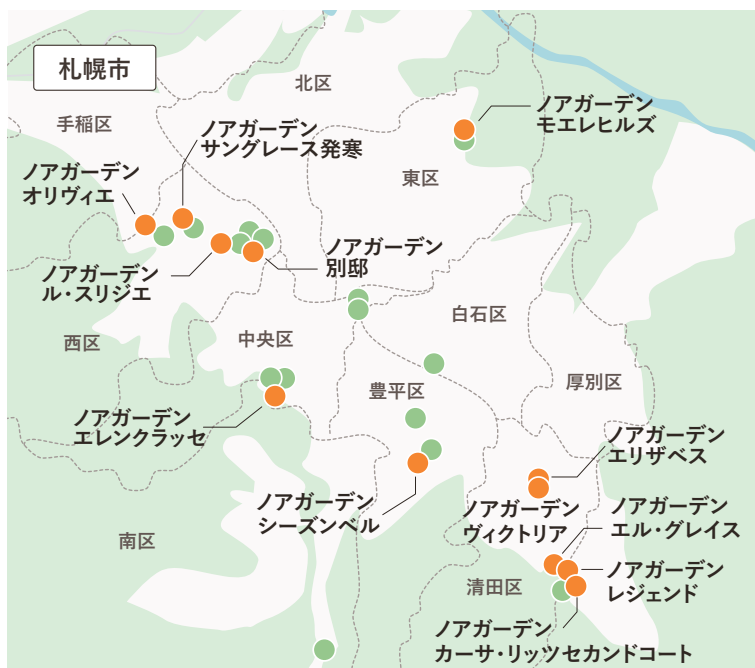 札幌市
北区
手稲区
ノアガーデン
サングレース発寒
ノアガーデン
モエレヒルズ
ノアガーデン
オリヴィエ
東区
ノアガーデン
別邸
ノアガーデン
ル・スリジエ
白石区
西区
中央区
厚別区
豊平区
ノアガーデン
エレンクラッセ
ノアガーデン
エリザベス
ノアガーデン
シーズンベル
ノアガーデン
ヴィクトリア
ノアガーデン
エル・グレイス
南区
清田区
ノアガーデン
レジェンド
ノアガーデン
カーサ・リッツセカンドコート